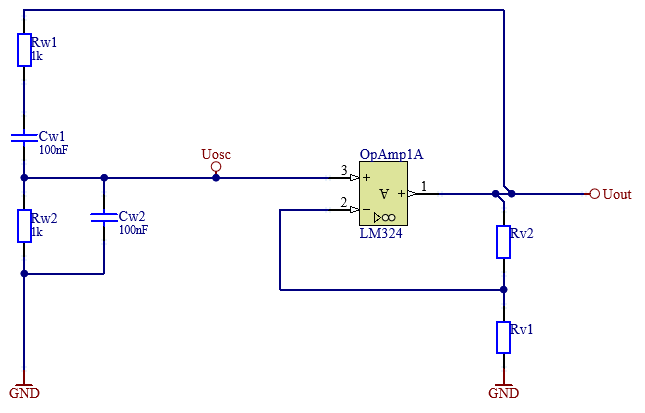 Rw1
1k
Cw1
100nF
Uosc
OpAmp1A
3
+
A
+
1
Uout
2
−
▷∞
LM324
Rw2
1k
Cw2
100nF
Rv2
Rv1
GND
GND